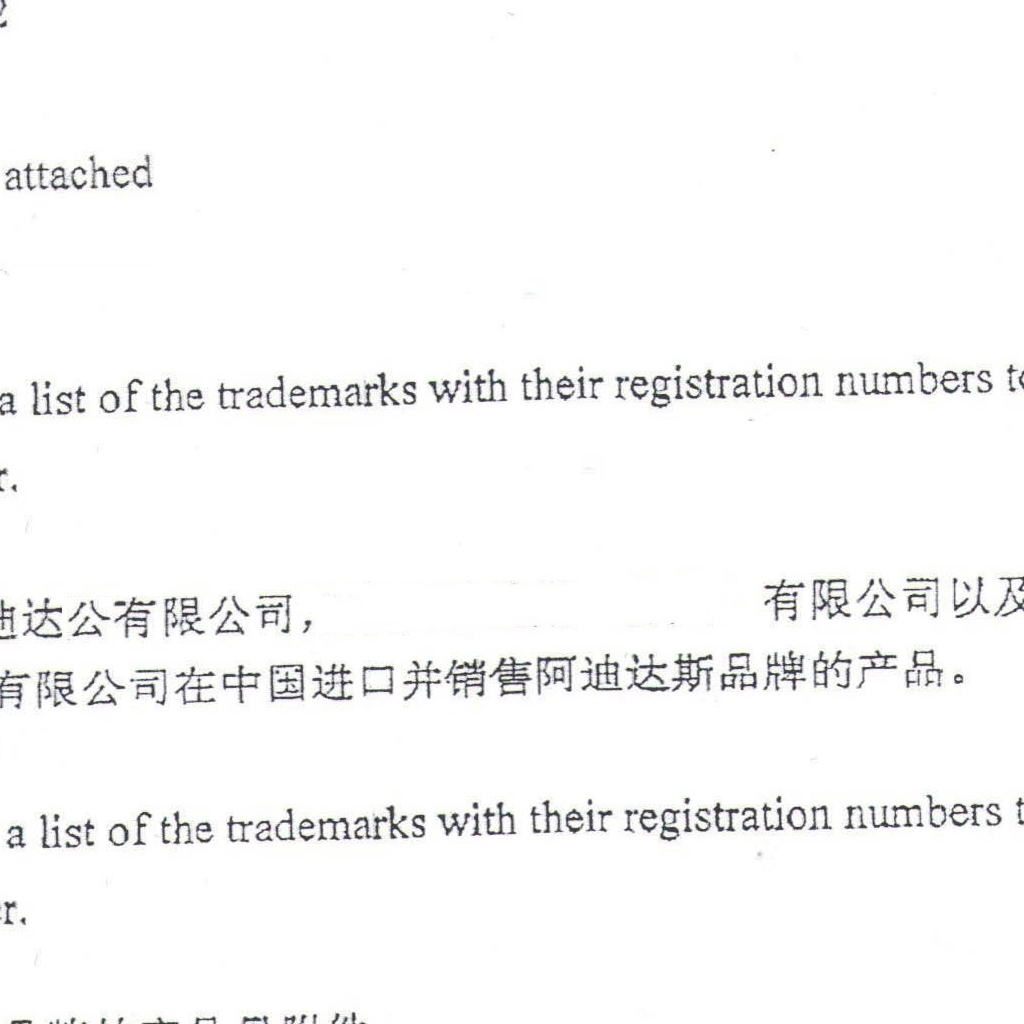 attached
a list of the trademarks with their registration numbers
r.
迪达公有限公司， 有限公司以及
有限公司在中国进口并销售阿迪达斯品牌的产品。
a list of the trademarks with their registration numbers
er.